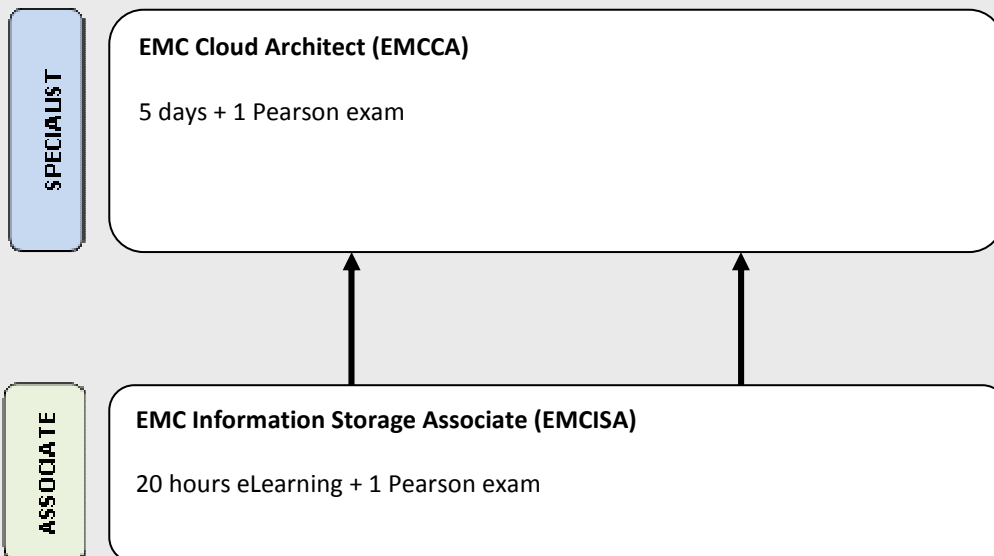 SPECIALIST
EMC Cloud Architect (EMCCA)
5 days + 1 Pearson exam
ASSOCIATE
EMC Information Storage Associate (EMCISA)
20 hours eLearning + 1 Pearson exam